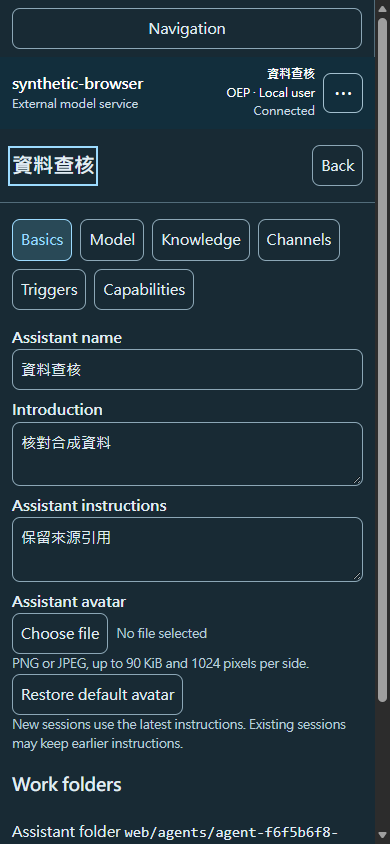 Navigation
synthetic-browser
External model service
資料查核
OEP · Local user
Connected
···
資料查核
Back
Basics
Model
Knowledge
Channels
Triggers
Capabilities
Assistant name
資料查核
Introduction
核對合成資料
Assistant instructions
保留來源引用
Assistant avatar
Choose file
No file selected
PNG or JPEG, up to 90 KiB and 1024 pixels per side.
Restore default avatar
New sessions use the latest instructions. Existing sessions
may keep earlier instructions.
Work folders
Assistant folder web/agents/agent-f6f5b6f8-